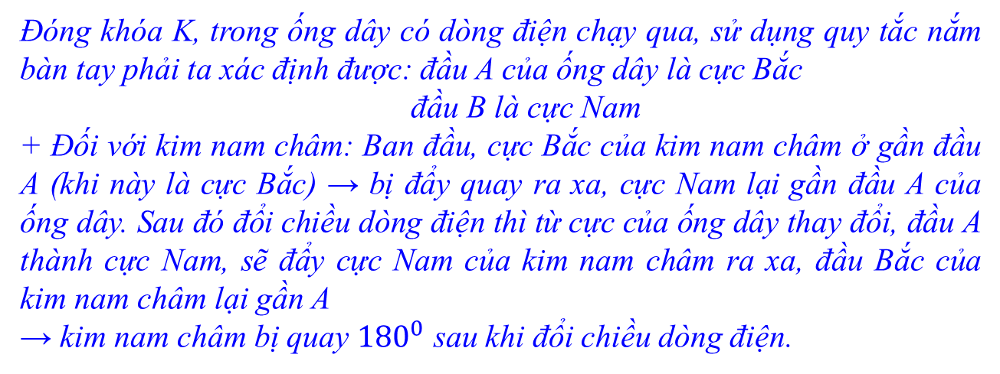 Đóng khóa K, trong ống dây có dòng điện chạy qua, sử dụng quy tắc nắm
bàn tay phải ta xác định được: đầu A của ống dây là cực Bắc
đầu B là cực Nam
+ Đối với kim nam châm: Ban đầu, cực Bắc của kim nam châm ở gần đầu
A (khi này là cực Bắc) → bị đẩy quay ra xa, cực Nam lại gần đầu A của
ống dây. Sau đó đổi chiều dòng điện thì từ cực của ống dây thay đổi, đầu A
thành cực Nam, sẽ đẩy cực Nam của kim nam châm ra xa, đầu Bắc của
kim nam châm lại gần A
→ kim nam châm bị quay 180⁰ sau khi đổi chiều dòng điện.